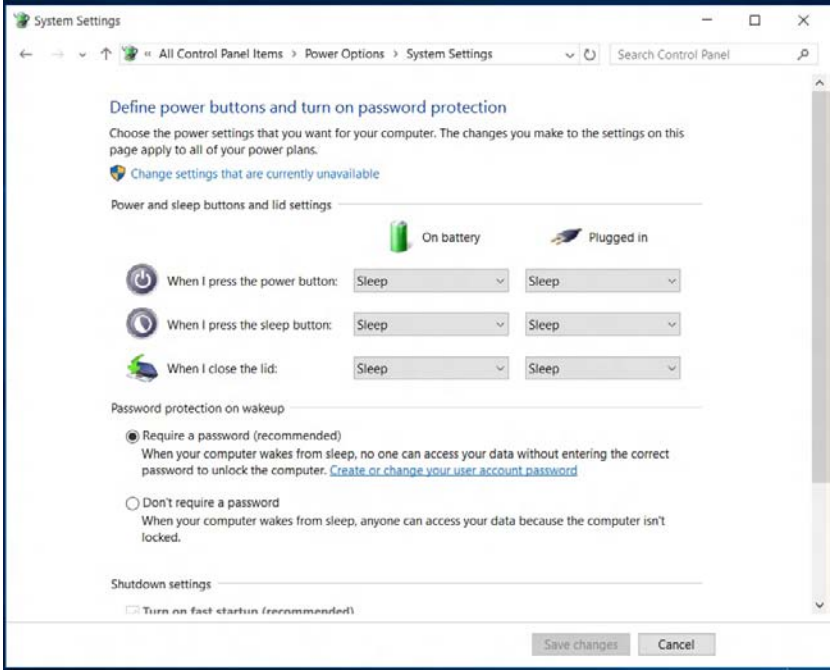 System Settings
« All Control Panel Items > Power Options > System Settings
Search Control Panel
Define power buttons and turn on password protection
Choose the power settings that you want for your computer. The changes you make to the settings on this
page apply to all of your power plans.
Change settings that are currently unavailable
Power and sleep buttons and lid settings
On battery Plugged in
When I press the power button: Sleep Sleep
When I press the sleep button: Sleep Sleep
When I close the lid: Sleep Sleep
Password protection on wakeup
Require a password (recommended)
When your computer wakes from sleep, no one can access your data without entering the correct
password to unlock the computer. Create or change your user account password
Don't require a password
When your computer wakes from sleep, anyone can access your data because the computer isn't
locked.
Shutdown settings
Turn on fast startup (recommended)
Save changes Cancel